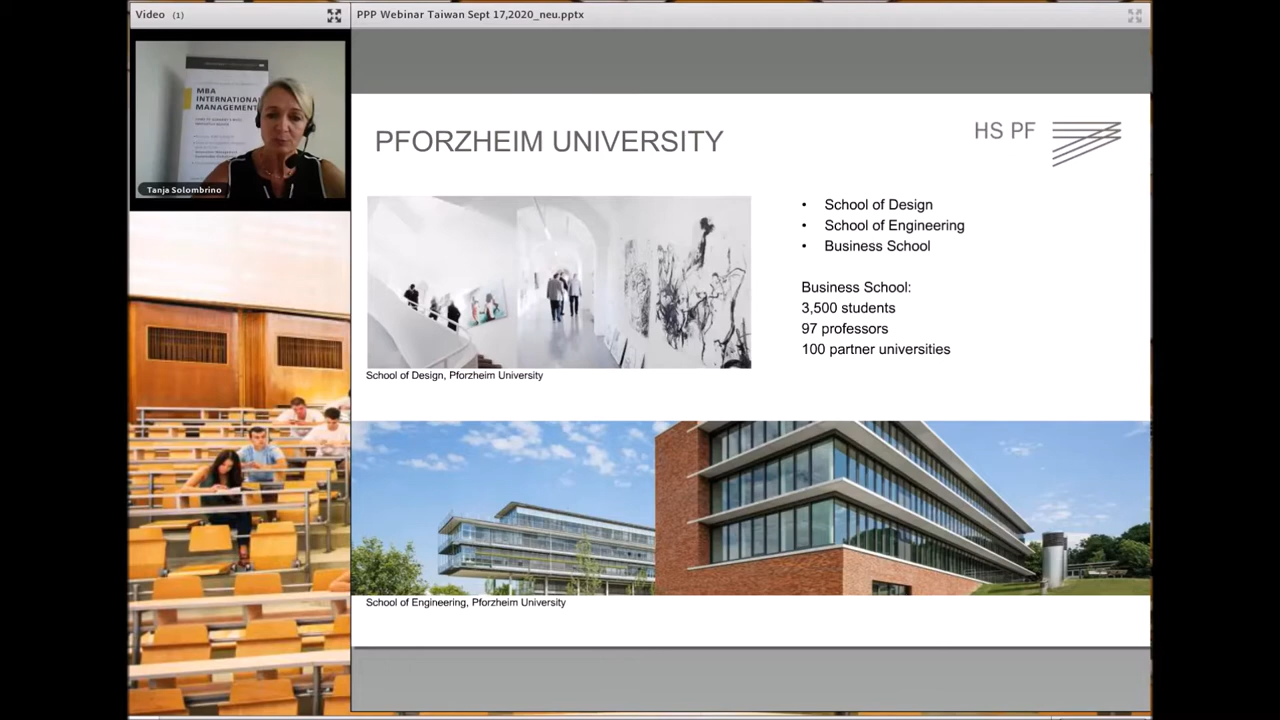 Video (1)
PPP Webinar Taiwan Sept 17,2020_neu.pptx
MBA
INTERNATIONAL
MANAGEMENT
Tanja Solombrino
PFORZHEIM UNIVERSITY
HS PF
• School of Design
• School of Engineering
• Business School
Business School:
3,500 students
97 professors
100 partner universities
School of Design, Pforzheim University
School of Engineering, Pforzheim University